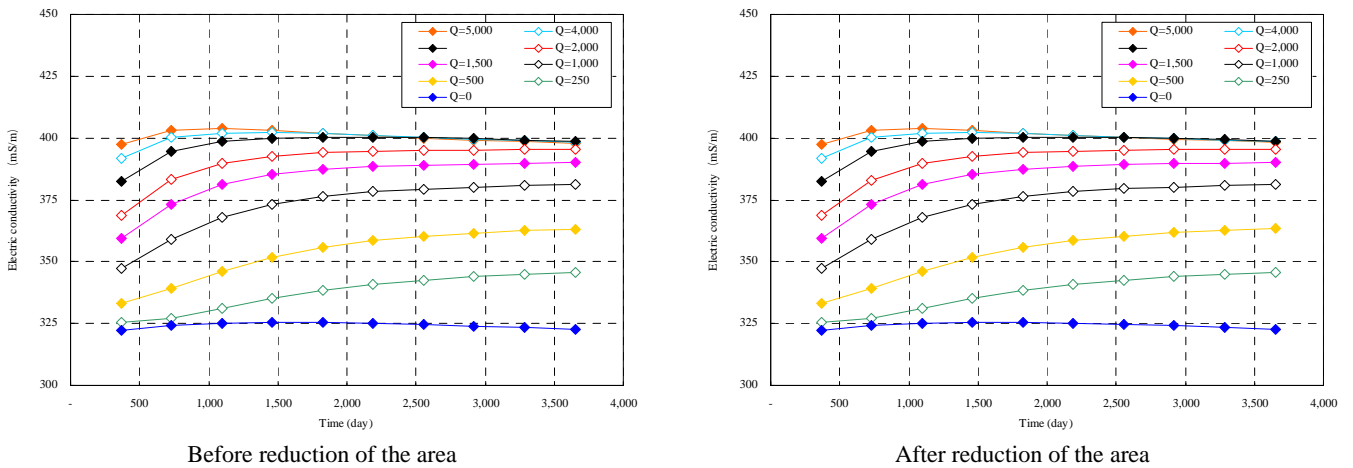 450
425
400
375
350
325
300
Electric conductivity (mS/m)
Q=5,000 Q=4,000
Q=2,000
Q=1,500 Q=1,000
Q=500 Q=250
Q=0
- 500 1,000 1,500 2,000 2,500 3,000 3,500 4,000
Time (day)
Before reduction of the area
450
425
400
375
350
325
300
Electric conductivity (mS/m)
Q=5,000 Q=4,000
Q=2,000
Q=1,500 Q=1,000
Q=500 Q=250
Q=0
- 500 1,000 1,500 2,000 2,500 3,000 3,500 4,000
Time (day)
After reduction of the area